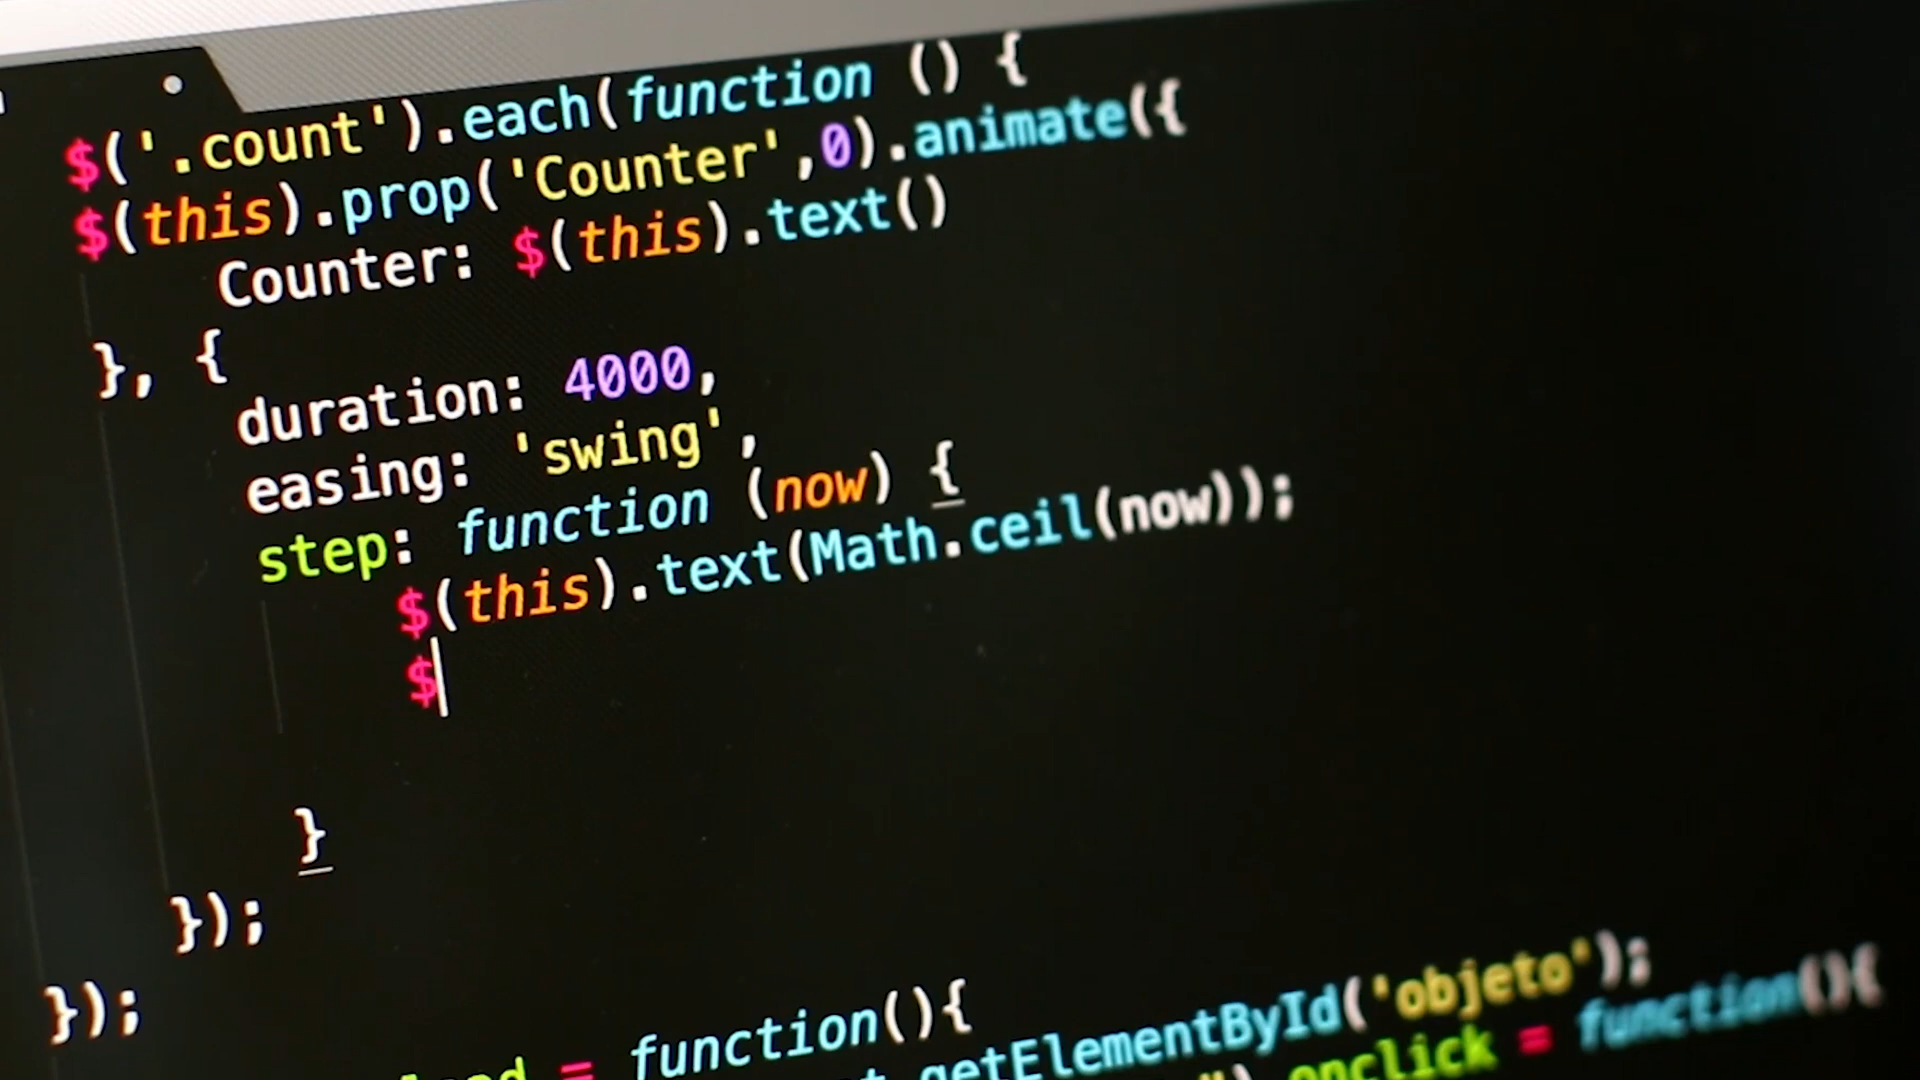 $('.count').each(function () {
$(this).prop('Counter',0).animate({
Counter: $(this).text()
}, {
duration: 4000,
easing: 'swing',
step: function (now) {
$(this).text(Math.ceil(now));
$
}
});
});
= function(){
getElementById('objeto');
onclick = function(){